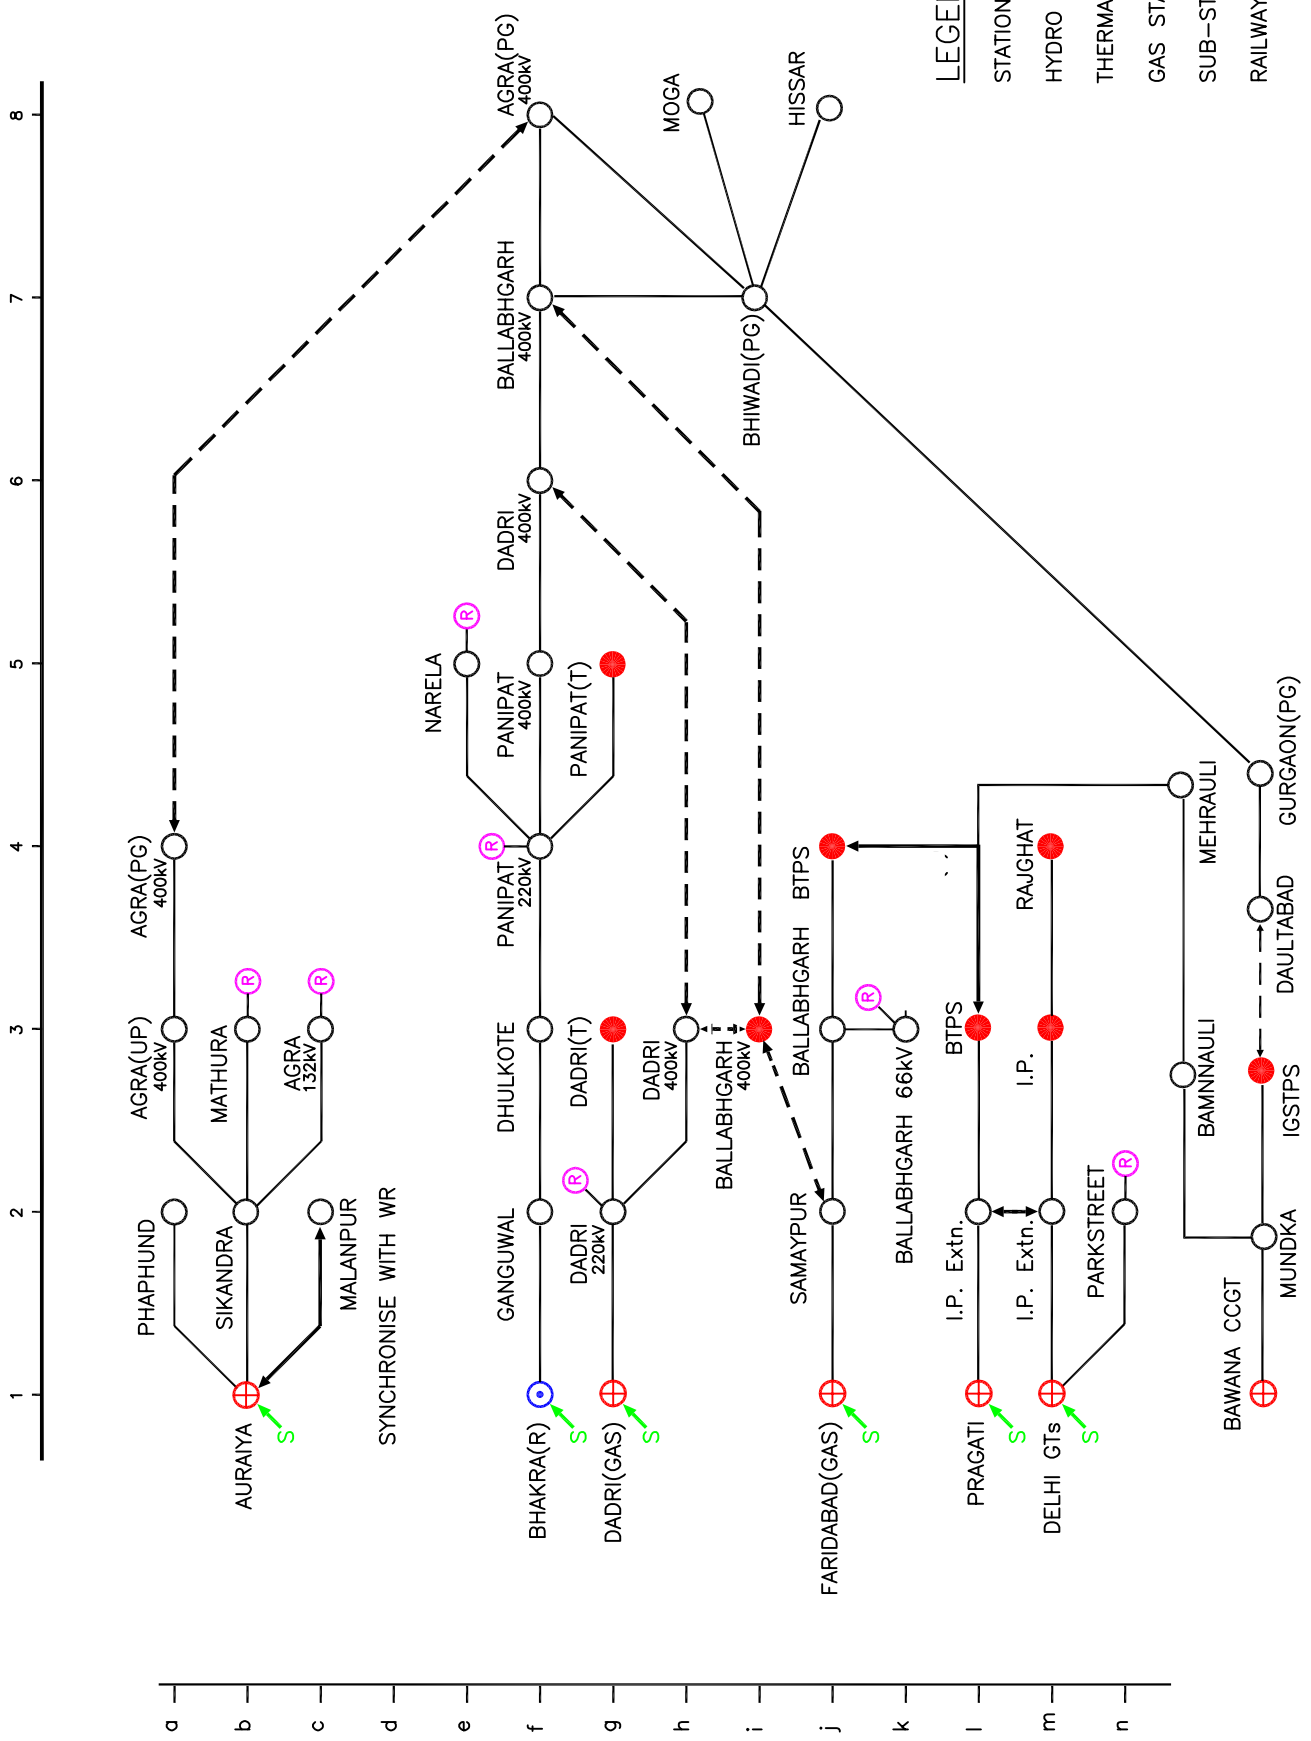 1 2 3 4 5 6 7 8
a
b
c
d
e
f
g
h
i
j
k
l
m
n
PHAPHUND
AGRA(UP)
400kV
AGRA(PG)
400kV
AURAIYA
S
SIKANDRA
MATHURA
R
MALANPUR
AGRA
132kV
R
SYNCHRONISE WITH WR
NARELA
R
BHAKRA(R)
S
GANGUWAL
DHULKOTE
PANIPAT
220kV
R
PANIPAT
400kV
DADRI
400kV
BALLABHGARH
400kV
AGRA(PG)
400kV
DADRI(GAS)
S
DADRI
220kV
R
DADRI(T)
PANIPAT(T)
DADRI
400kV
BALLABHGARH
400kV
BHIWADI(PG)
MOGA
HISSAR
FARIDABAD(GAS)
S
SAMAYPUR
BALLABHGARH
BTPS
BALLABHGARH 66kV
R
PRAGATI
S
I.P. Extn.
BTPS
DELHI GTs
S
I.P. Extn.
I.P.
RAJGHAT
PARKSTREET
R
BAMNNAULI
MEHRAULI
BAWANA CCGT
MUNDKA
IGSTPS
DAULTABAD
GURGAON(PG)
LEGE
STATION
HYDRO
THERMA
GAS STA
SUB-ST
RAILWAY